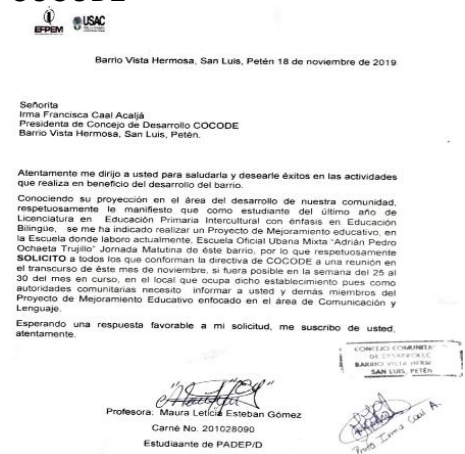 EFPEM USAC
Barrio Vista Hermosa, San Luis, Petén 18 de noviembre de 2019
Señorita
Irma Francisca Caal Acaljá
Presidenta de Concejo de Desarrollo COCODE
Barrio Vista Hermosa, San Luis, Petén.
Atentamente me dirijo a usted para saludarla y desearle éxitos en las actividades
que realiza en beneficio del desarrollo del barrio.
Conociendo su proyección en el área del desarrollo de nuestra comunidad,
respetuosamente le manifiesto que como estudiante del último año de
Licenciatura en Educación Primaria Intercultural con énfasis en Educación
Bilingüe, se me ha indicado realizar un Proyecto de Mejoramiento educativo, en
la Escuela donde laboro actualmente, Escuela Oficial Ubana Mixta "Adrián Pedro
Ochaeta Trujillo" Jornada Matutina de éste barrio, por lo que respetuosamente
SOLICITO a todos los que conforman la directiva de COCODE a una reunión en
el transcurso de éste mes de noviembre, si fuera posible en la semana del 25 al
30 del mes en curso, en el local que ocupa dicho establecimiento pues como
autoridades comunitarias necesito informar a usted y demás miembros del
Proyecto de Mejoramiento Educativo enfocado en el área de Comunicación y
Lenguaje.
Esperando una respuesta favorable a mi solicitud, me suscribo de usted,
atentamente.
CONCEJO COMUNITA
DE DESARROLLO
BARRIO VISTA HERM
SAN LUIS, PETÉN
Profesora: Maura Leticia Esteban Gómez
Carné No. 201028090
Estudiaante de PADEP/D
Irma Caal A.